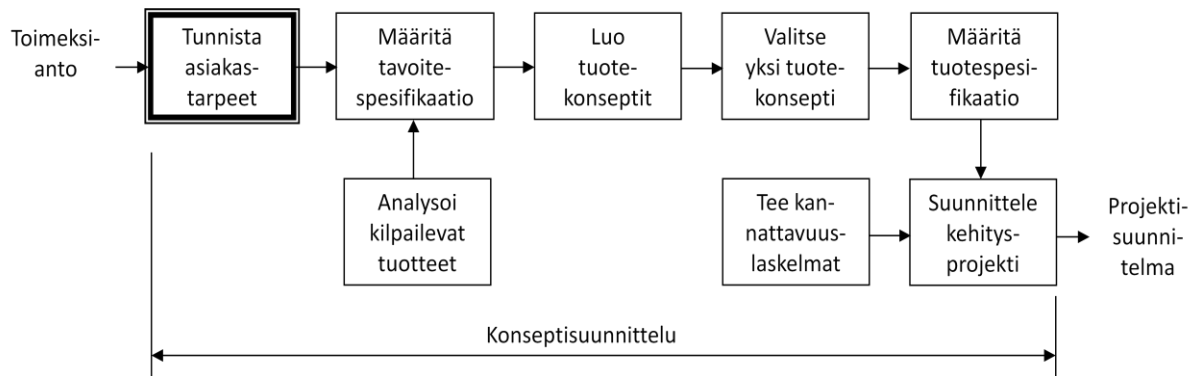 Toimeksi-
anto
Tunnista
asiakas-
tarpeet
Määritä
tavoite-
spesifikaatio
Luo
tuote-
konseptit
Valitse
yksi tuote-
konsepti
Määritä
tuotespesi-
fikaatio
Analysoi
kilpailevat
tuotteet
Tee kan-
nattavuus-
laskelmat
Suunnittele
kehitys-
projekti
Projekti-
suunni-
telma
Konseptisuunnittelu